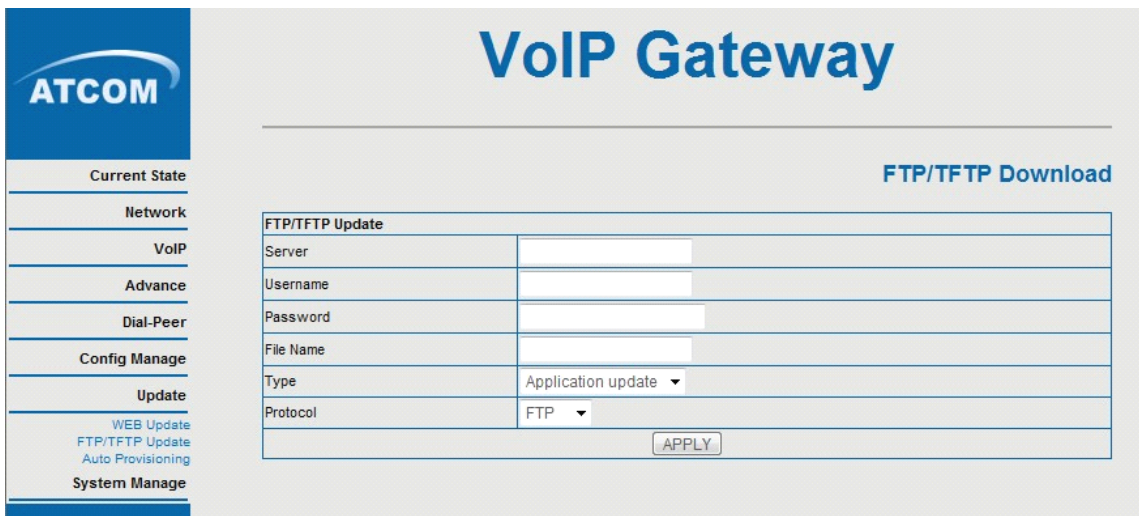 ATCOM
VoIP Gateway
Current State
Network
VoIP
Advance
Dial-Peer
Config Manage
Update
WEB Update
FTP/TFTP Update
Auto Provisioning
System Manage
FTP/TFTP Download
FTP/TFTP Update
Server
Username
Password
File Name
Type Application update
Protocol FTP
APPLY